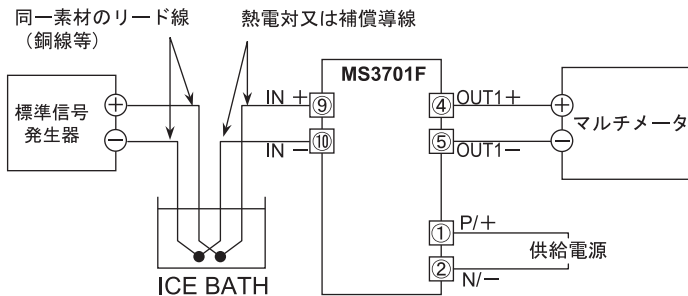 同一素材のリード線
（銅線等）
熱電対又は補償導線
MS3701F
標準信号
発生器
＋
－
IN +
⑨
IN －
⑩
④
OUT1+
⑤
OUT1－
＋
－
マルチメータ
①
P/+
②
N/－
供給電源
ICE BATH